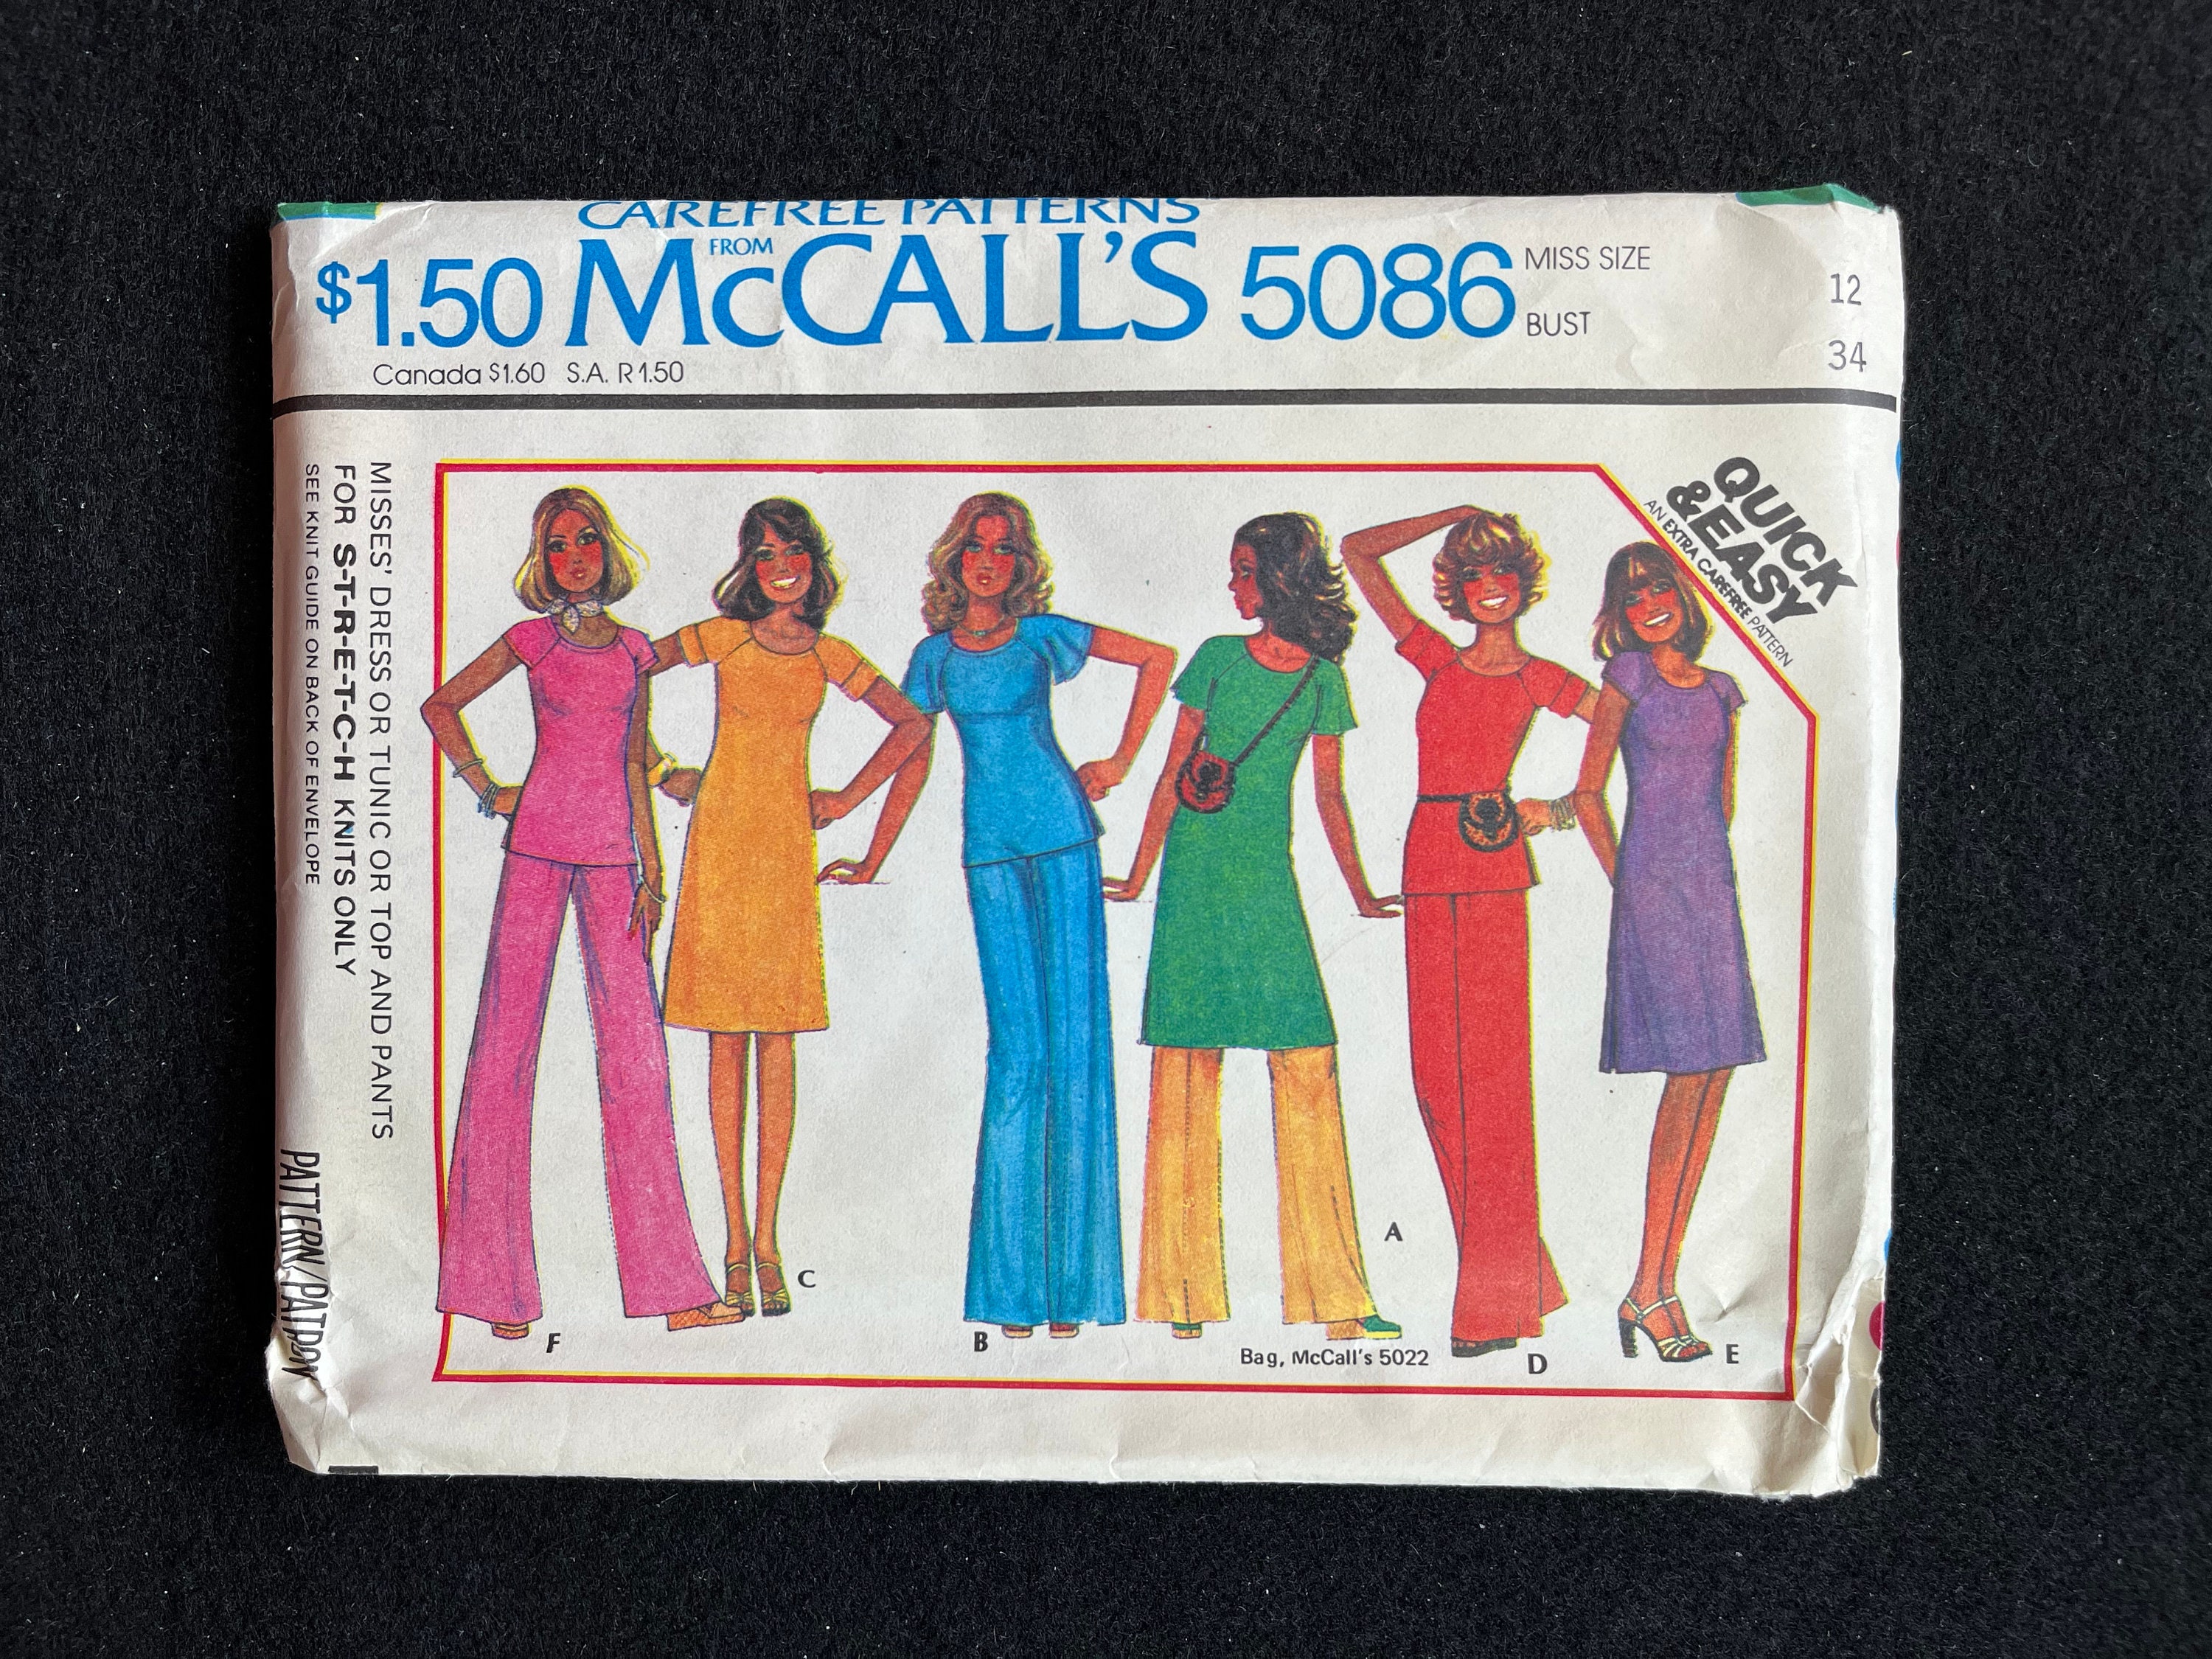 CAREFREE PATTERNS
FROM
$1.50 McCALL'S 5086
MISS SIZE 12
BUST 34
Canada $1.60 S.A. R1.50
MISSES' DRESS OR TUNIC OR TOP AND PANTS
FOR S-T-R-E-T-C-H KNITS ONLY
SEE KNIT GUIDE ON BACK OF ENVELOPE
PATTERN/PATRON
QUICK
&EASY
AN EXTRA CAREFREE PATTERN
F
C
B
A
D
E
Bag, McCall's 5022